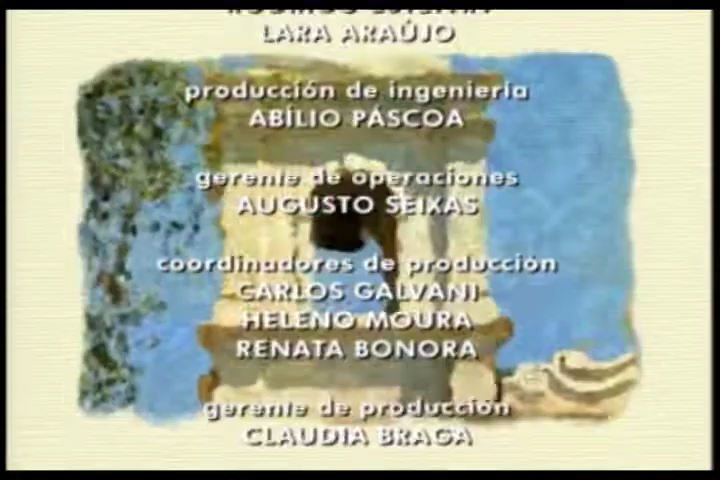 LARA ARAÚJO
producción de ingenieria
ABÍLIO PÁSCOA
gerente de operaciones
AUGUSTO SEIXAS
coordinadores de producción
CARLOS GALVANI
HELENO MOURA
RENATA BONORA
gerente de producción
CLAUDIA BRAGA